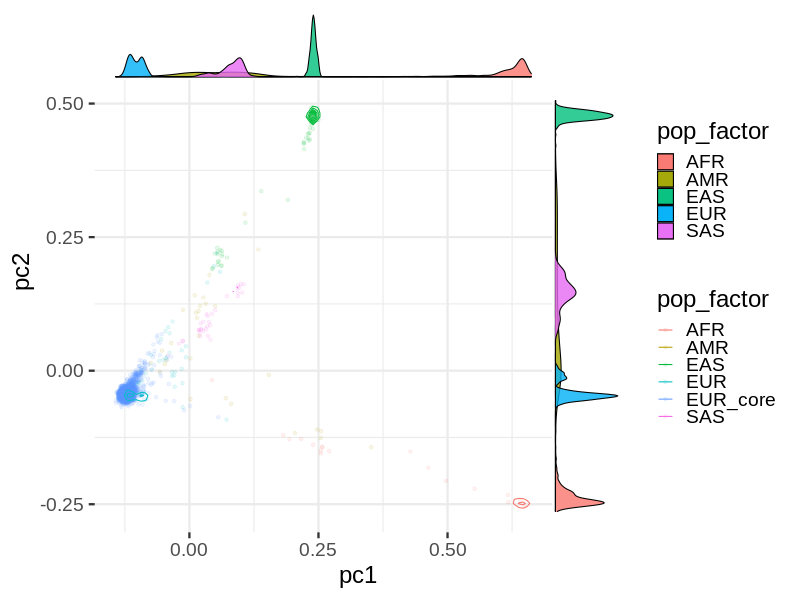 0.50
0.25
0.00
-0.25
pc2
0.00
0.25
0.50
pc1
pop_factor
AFR
AMR
EAS
EUR
SAS
pop_factor
AFR
AMR
EAS
EUR
EUR_core
SAS